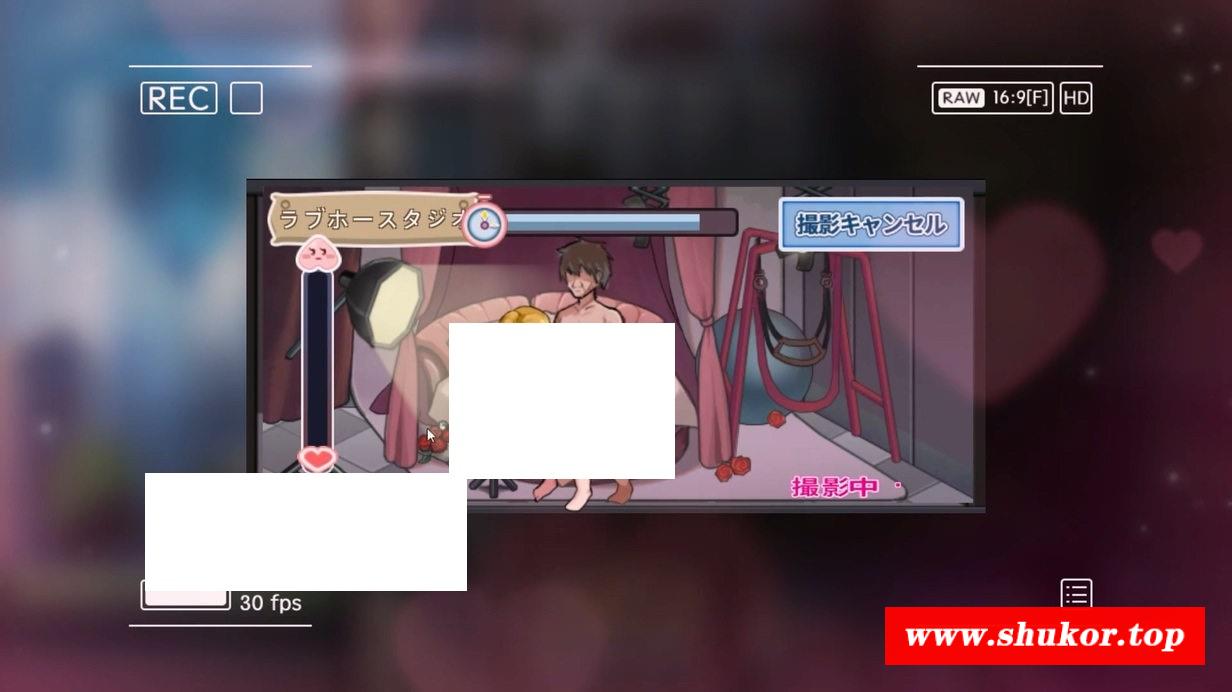 REC
RAW 16:9[F] HD
ラブホースタジオ
撮影キャンセル
撮影中
30 fps
www.shukor.top